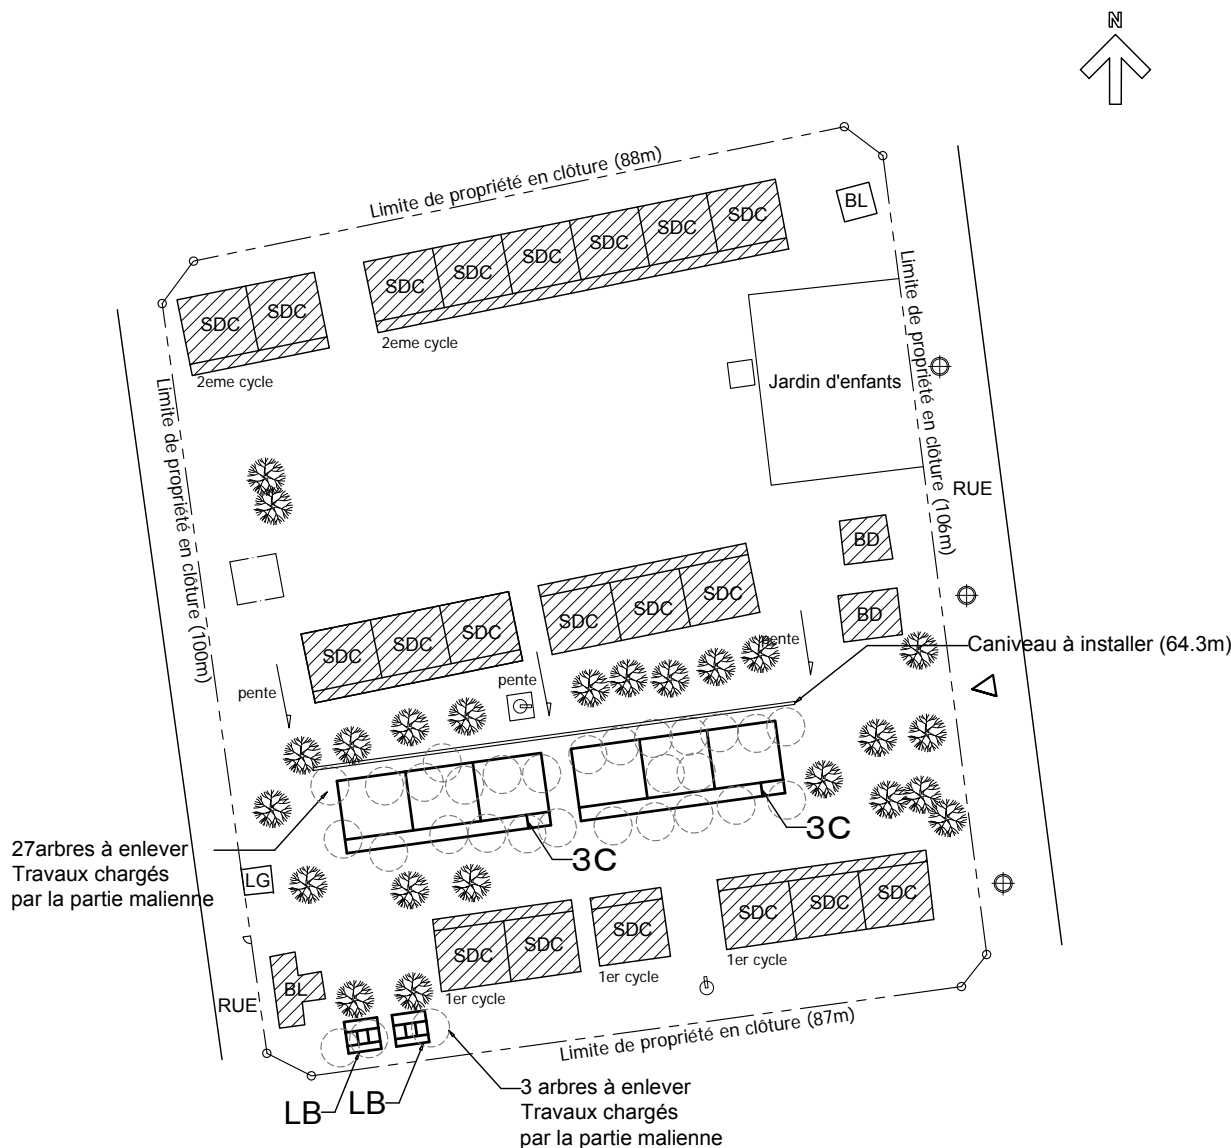 N
Limite de propriété en clôture (88m)
BL
SDC
SDC
SDC
SDC
SDC
SDC
2eme cycle
SDC
SDC
2eme cycle
Limite de propriété en clôture (100m)
Limite de propriété en clôture (106m)
Jardin d'enfants
RUE
BD
BD
SDC
SDC
SDC
SDC
SDC
SDC
pente
pente
pente
Caniveau à installer (64.3m)
27arbres à enlever
Travaux chargés
par la partie malienne
3C
3C
LG
SDC
SDC
1er cycle
SDC
1er cycle
SDC
SDC
SDC
1er cycle
BL
RUE
Limite de propriété en clôture (87m)
LB
LB
3 arbres à enlever
Travaux chargés
par la partie malienne